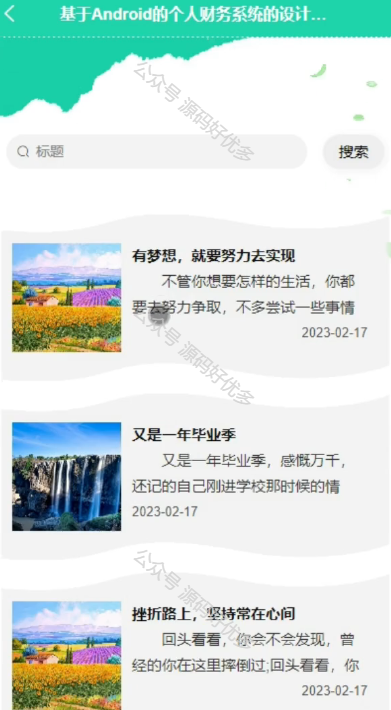 基于Android的个人财务系统的设计...
公众号 源码好优多
标题
搜索
有梦想，就要努力去实现
不管你想要怎样的生活，你都
要去努力争取，不多尝试一些事情
2023-02-17
公众号 源码好优多
又是一年毕业季
又是一年毕业季，感慨万千，
还记的自己刚进学校那时候的情
2023-02-17
公众号 源码好优多
挫折路上，坚持常在心间
回头看看，你会不会发现，曾
经的你在这里摔倒过;回头看看，你
2023-02-17